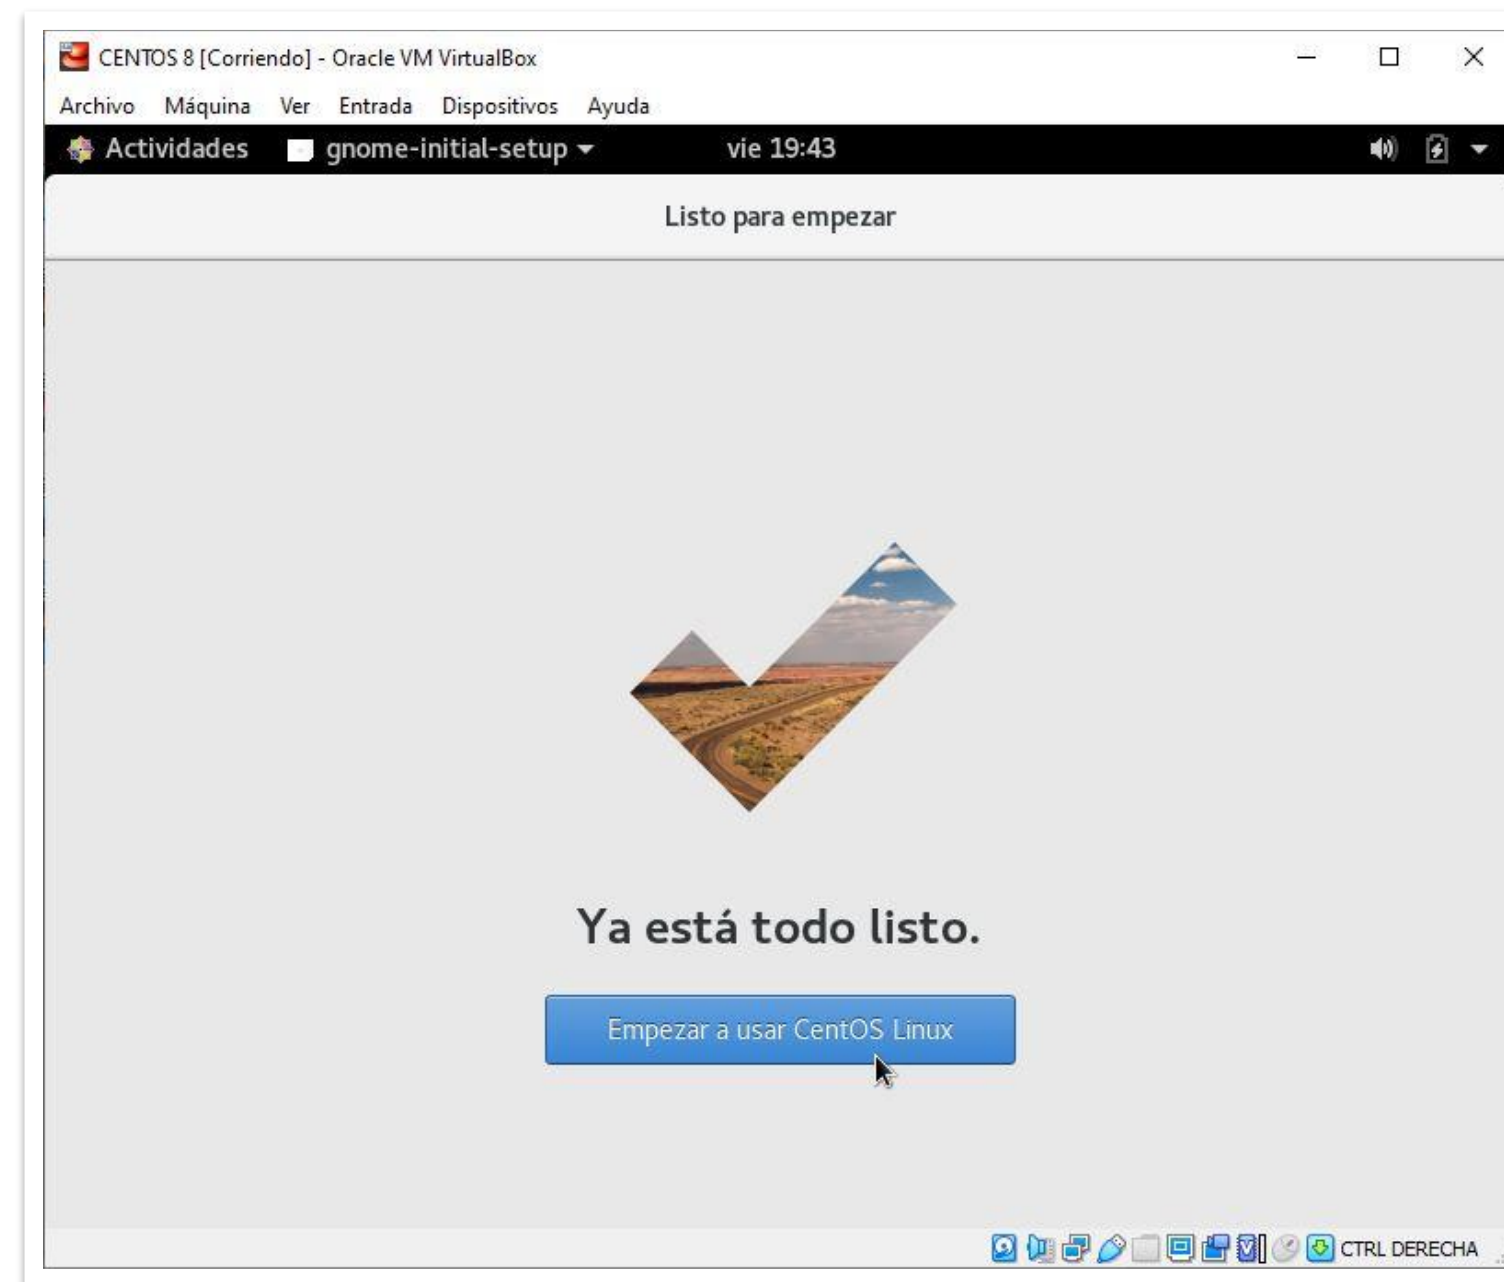 CENTOS 8 [Corriendo] - Oracle VM VirtualBox
Archivo Máquina Ver Entrada Dispositivos Ayuda
Actividades gnome-initial-setup vie 19:43
Listo para empezar
Ya está todo listo.
Empezar a usar CentOS Linux
CTRL DERECHA